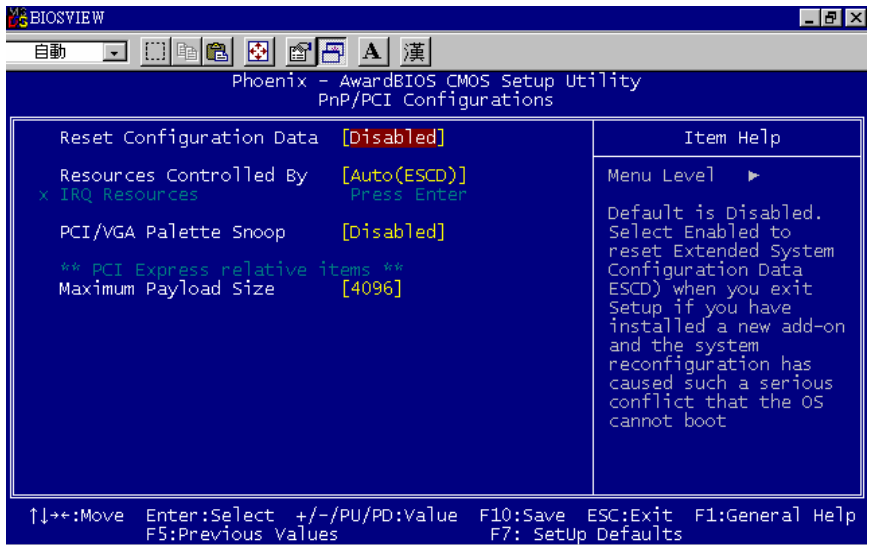 BIOSVIEW
自動
A 漢
Phoenix - AwardBIOS CMOS Setup Utility
PnP/PCI Configurations
Reset Configuration Data [Disabled]
Resources Controlled By [Auto(ESCD)]
x IRQ Resources Press Enter
PCI/VGA Palette Snoop [Disabled]
** PCI Express relative items **
Maximum Payload Size [4096]
Item Help
Menu Level ►
Default is Disabled.
Select Enabled to
reset Extended System
Configuration Data
ESCD) when you exit
Setup if you have
installed a new add-on
and the system
reconfiguration has
caused such a serious
conflict that the OS
cannot boot
↑↓→←:Move Enter:Select +/-/PU/PD:Value F10:Save ESC:Exit F1:General Help
F5:Previous Values F7: SetUp Defaults